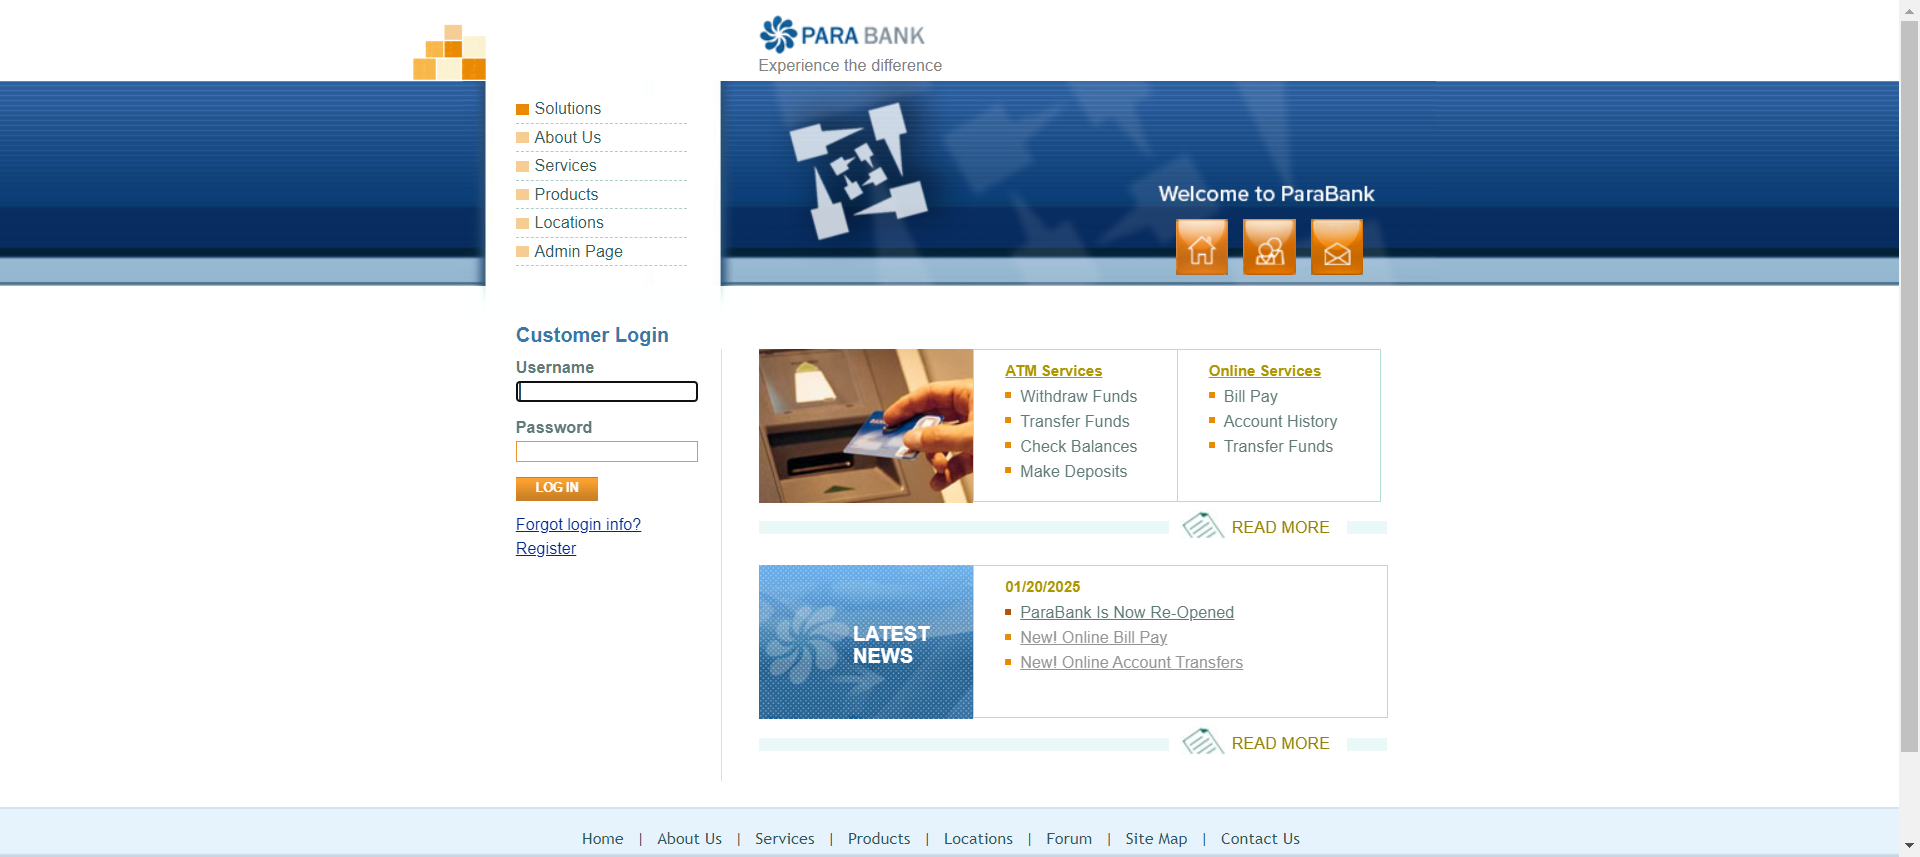 PARA BANK
Experience the difference
Solutions
About Us
Services
Products
Locations
Admin Page
Welcome to ParaBank
Customer Login
Username
Password
LOG IN
Forgot login info?
Register
ATM Services
Withdraw Funds
Transfer Funds
Check Balances
Make Deposits
Online Services
Bill Pay
Account History
Transfer Funds
READ MORE
LATEST
NEWS
01/20/2025
ParaBank Is Now Re-Opened
New! Online Bill Pay
New! Online Account Transfers
READ MORE
Home | About Us | Services | Products | Locations | Forum | Site Map | Contact Us